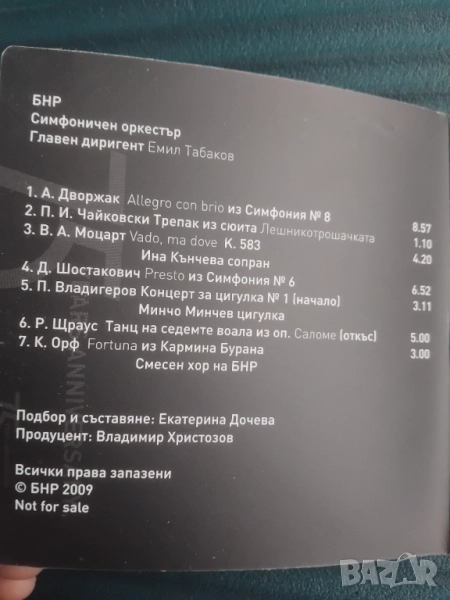 БНР
Симфоничен оркестър
Главен диригент Емил Табаков
1. А. Дворжак Allegro con brio из Симфония № 8 8.57
2. П. И. Чайковски Трепак из сюита Лешникотрошачката 1.10
3. В. А. Моцарт Vado, ma dove K. 583 4.20
Ина Кънчева сопран
4. Д. Шостакович Presto из Симфония № 6 6.52
5. П. Владигеров Концерт за цигулка № 1 (начало) 3.11
Минчо Минчев цигулка
6. Р. Щраус Танц на седемте воала из оп. Саломе (откъс) 5.00
7. К. Орф Fortuna из Кармина Бурана 3.00
Смесен хор на БНР
Подбор и съставяне: Екатерина Дочева
Продуцент: Владимир Христозов
Всички права запазени
© БНР 2009
Not for sale
bazar